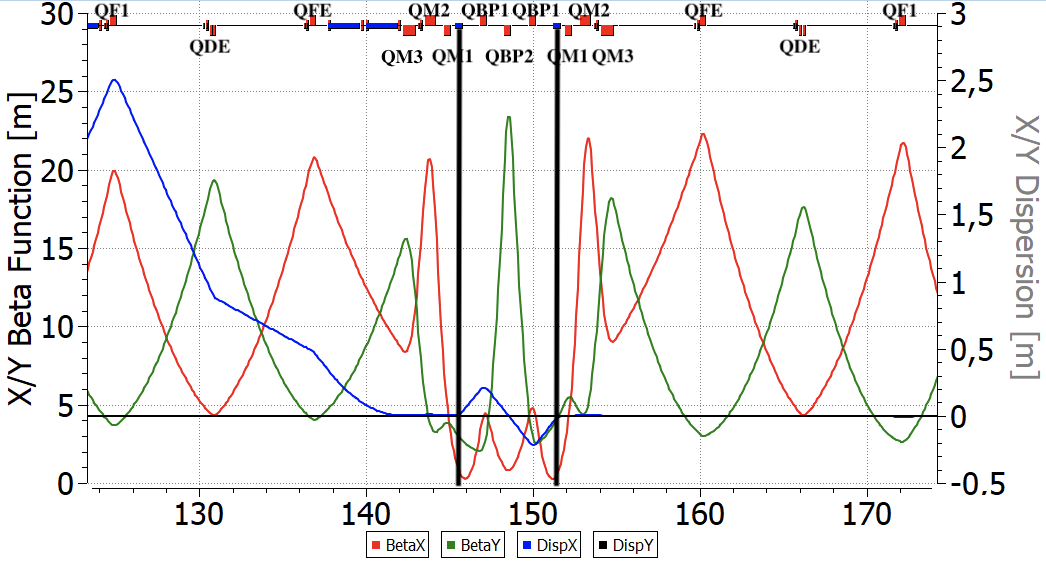 QF1 QFE QM2 QBP1 QBP1 QM2 QFE QF1
QDE QM3 QM1 QBP2 QM1 QM3 QDE
X/Y Beta Function [m]
30
25
20
15
10
5
0
3
2,5
2
1,5
1
0,5
0
-0,5
X/Y Dispersion [m]
130 140 150 160 170
BetaX BetaY DispX DispY